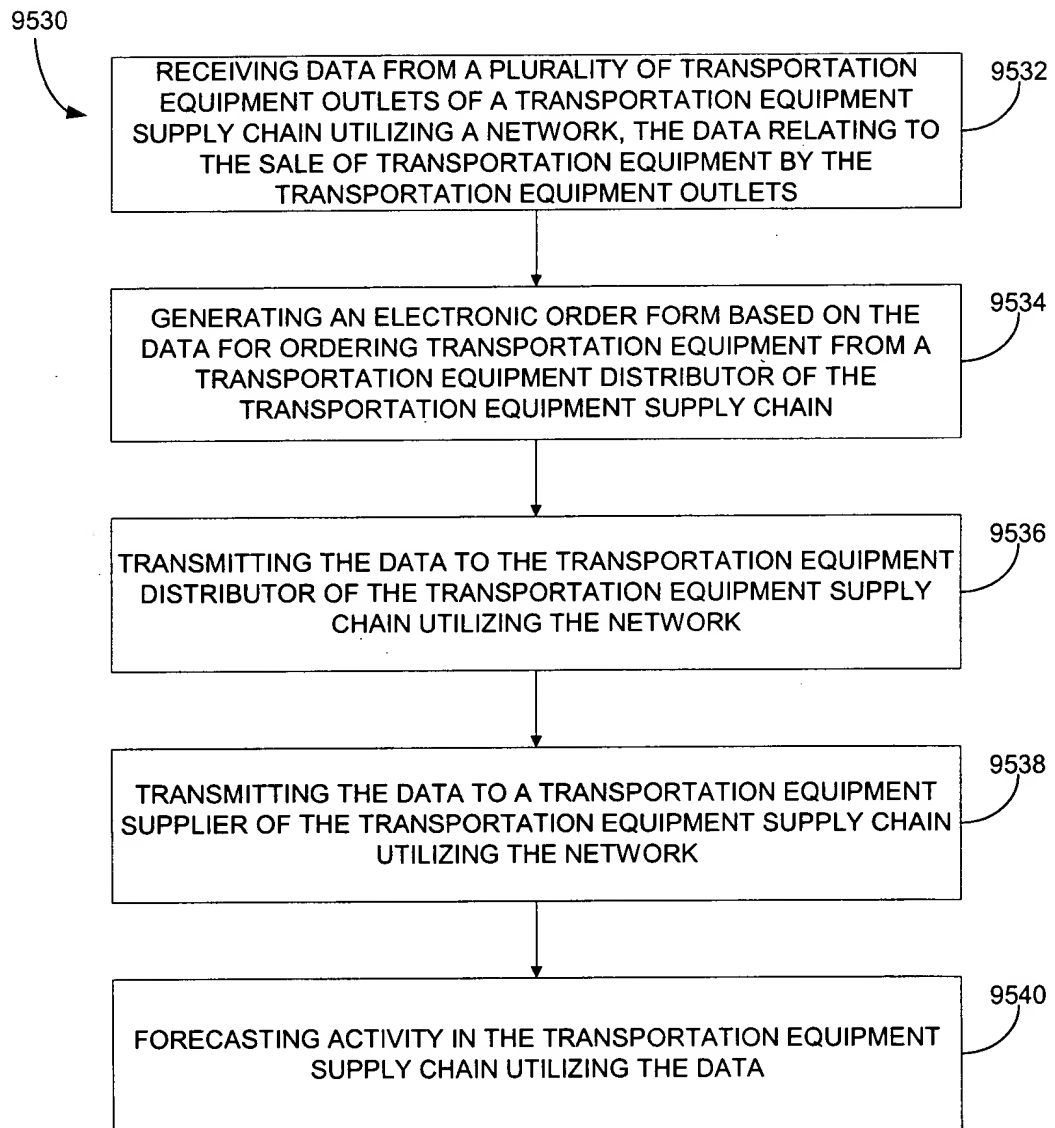 9530
RECEIVING DATA FROM A PLURALITY OF TRANSPORTATION
EQUIPMENT OUTLETS OF A TRANSPORTATION EQUIPMENT
SUPPLY CHAIN UTILIZING A NETWORK, THE DATA RELATING TO
THE SALE OF TRANSPORTATION EQUIPMENT BY THE
TRANSPORTATION EQUIPMENT OUTLETS
9532
GENERATING AN ELECTRONIC ORDER FORM BASED ON THE
DATA FOR ORDERING TRANSPORTATION EQUIPMENT FROM A
TRANSPORTATION EQUIPMENT DISTRIBUTOR OF THE
TRANSPORTATION EQUIPMENT SUPPLY CHAIN
9534
TRANSMITTING THE DATA TO THE TRANSPORTATION EQUIPMENT
DISTRIBUTOR OF THE TRANSPORTATION EQUIPMENT SUPPLY
CHAIN UTILIZING THE NETWORK
9536
TRANSMITTING THE DATA TO A TRANSPORTATION EQUIPMENT
SUPPLIER OF THE TRANSPORTATION EQUIPMENT SUPPLY CHAIN
UTILIZING THE NETWORK
9538
FORECASTING ACTIVITY IN THE TRANSPORTATION EQUIPMENT
SUPPLY CHAIN UTILIZING THE DATA
9540